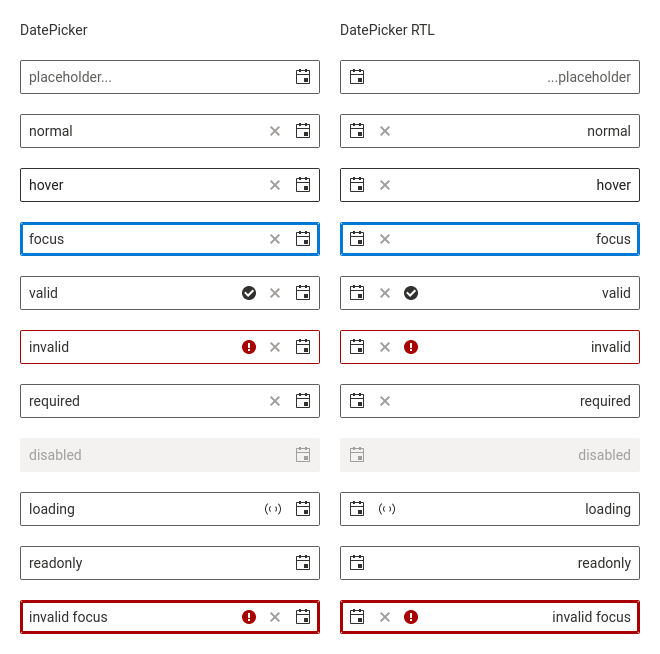 DatePicker
DatePicker RTL
placeholder...
...placeholder
normal
normal
hover
hover
focus
focus
valid
valid
invalid
invalid
required
required
disabled
disabled
loading
loading
readonly
readonly
invalid focus
invalid focus